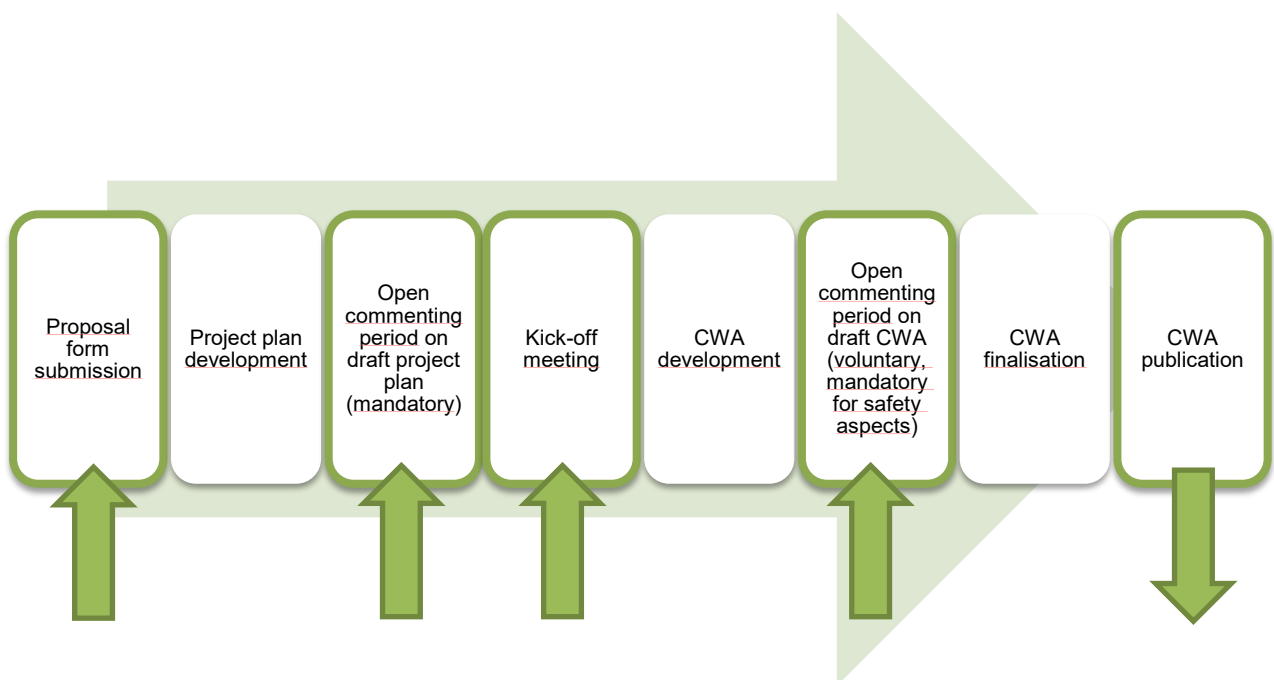 Proposal
form
submission
Project plan
development
Open
commenting
period on
draft project
plan
(mandatory)
Kick-off
meeting
CWA
development
Open
commenting
period on
draft CWA
(voluntary,
mandatory
for safety
aspects)
CWA
finalisation
CWA
publication